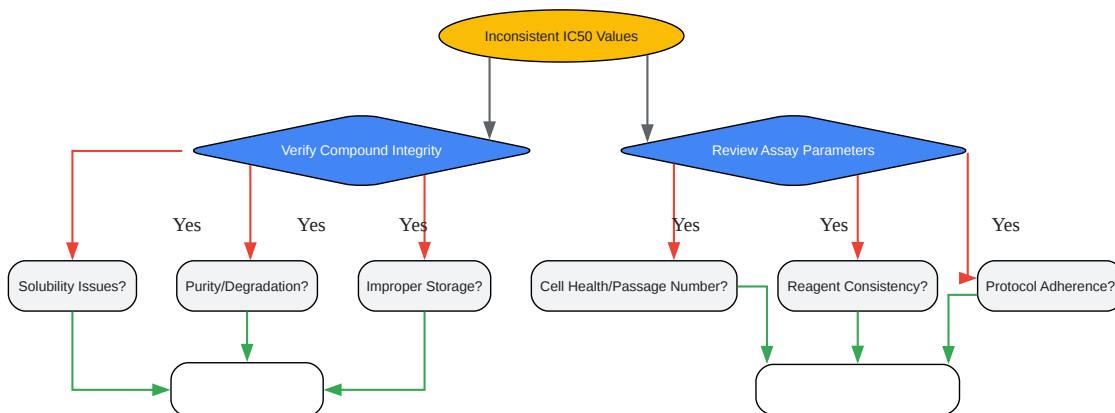 Inconsistent IC50 Values
Verify Compound Integrity
Review Assay Parameters
Yes
Yes
Yes
Yes
Yes
Yes
Solubility Issues?
Purity/Degradation?
Improper Storage?
Cell Health/Passage Number?
Reagent Consistency?
Protocol Adherence?